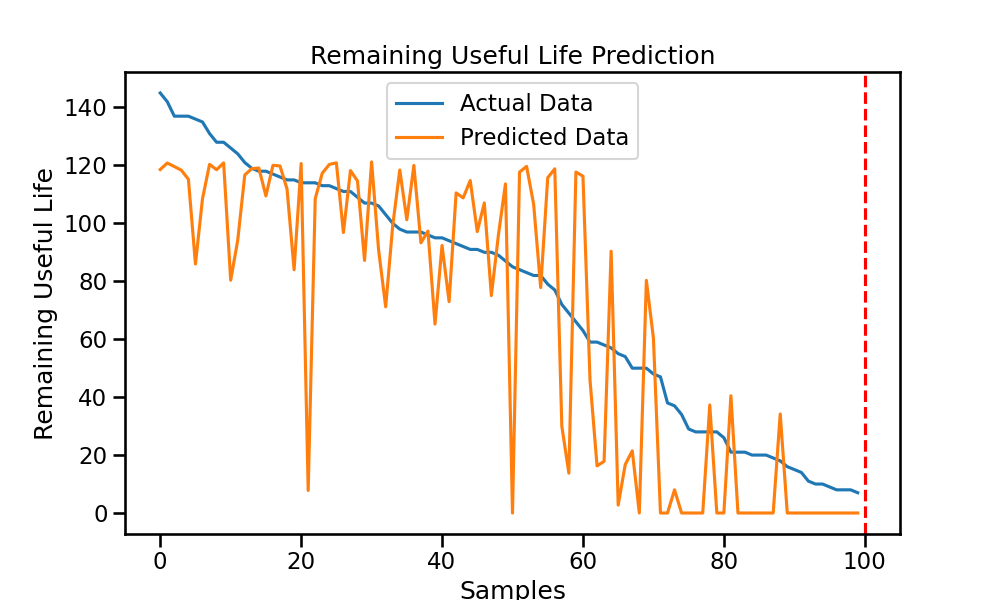 Remaining Useful Life Prediction
Actual Data
Predicted Data
Remaining Useful Life
140
120
100
80
60
40
20
0
0 20 40 60 80 100
Samples